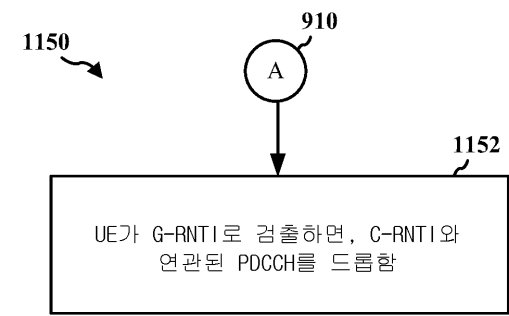 1150
910
A
1152
UE가 G-RNTI로 검출하면, C-RNTI와
연관된 PDCCH를 드롭함